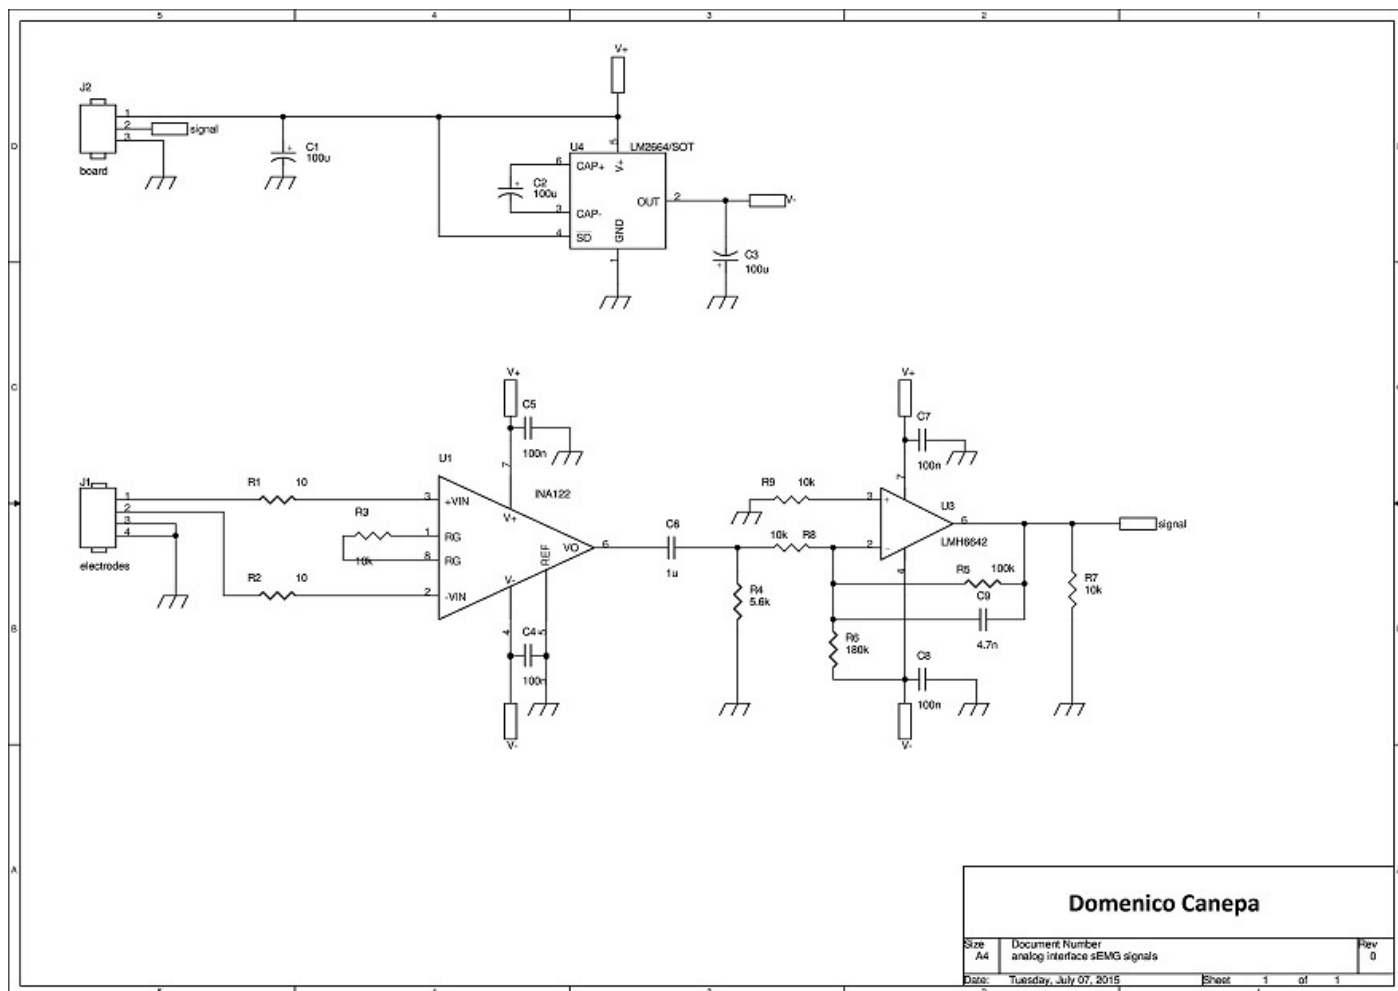 5 4 3 2 1
V+
J2
1
2 signal
3
board
C1
100u
U4 LM2664/SOT
5
6 CAP+ V+
C2
100u
OUT 2 V-
3 CAP-
4 SD GND
1
C3
100u
D
C
B
A
V+
C5
100n
7
U1
INA122
J1
1
2
3
4
electrodes
R1 10
R2 10
R3
10k
3 +VIN
1 RG
8 RG
2 -VIN
V+
V-
REF
VO 6
4
5
C4
100n
V-
C6
1u
R4
5.6k
R9 10k
10k R8
V+
C7
100n
7
3 +
2 -
U3
6
LMH6642
4
signal
R5 100k
C9
4.7n
R6
180k
C8
100n
V-
R7
10k
Domenico Canepa
Size Document Number Rev
A4 analog interface sEMG signals 0
Date: Tuesday, July 07, 2015 Sheet 1 of 1